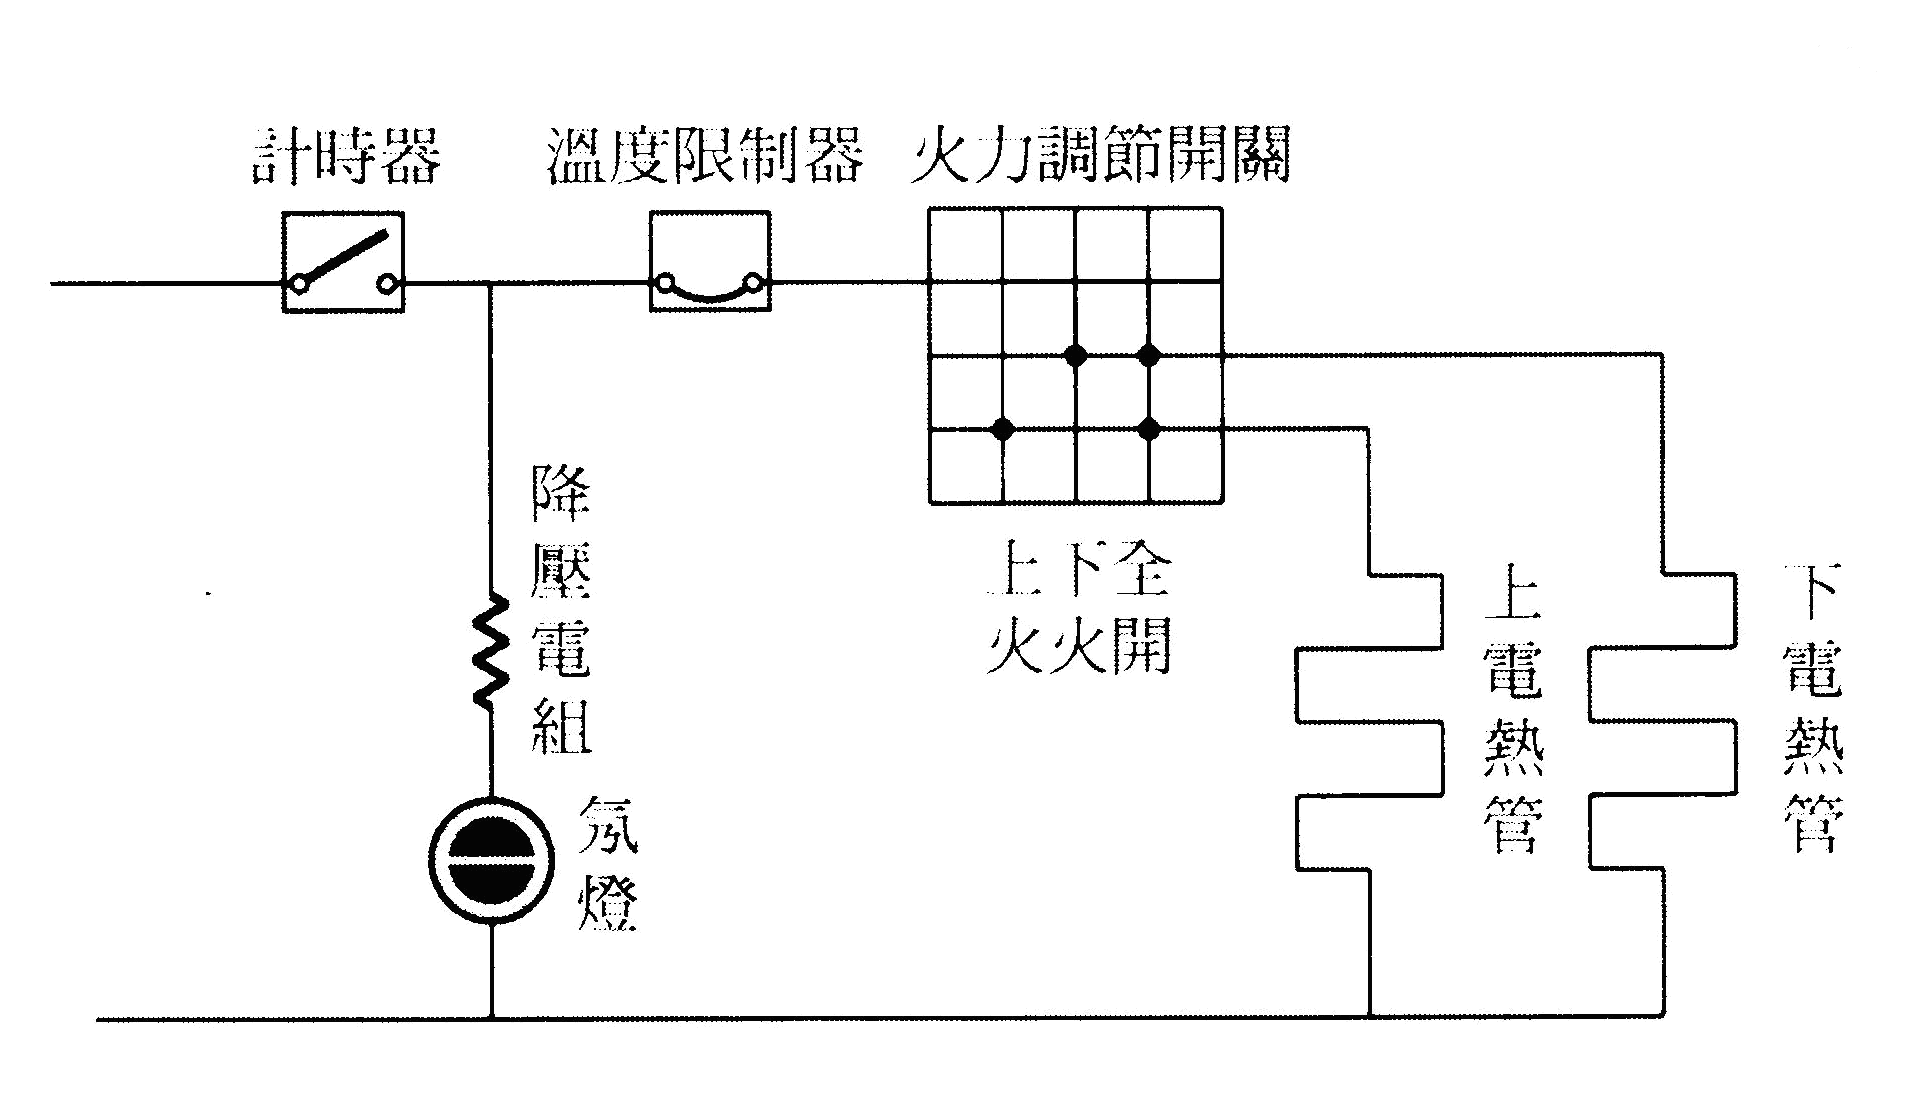 計時器 溫度限制器 火力調節開關
降壓電組
上下全
火火開
上電熱管
下電熱管
氖燈